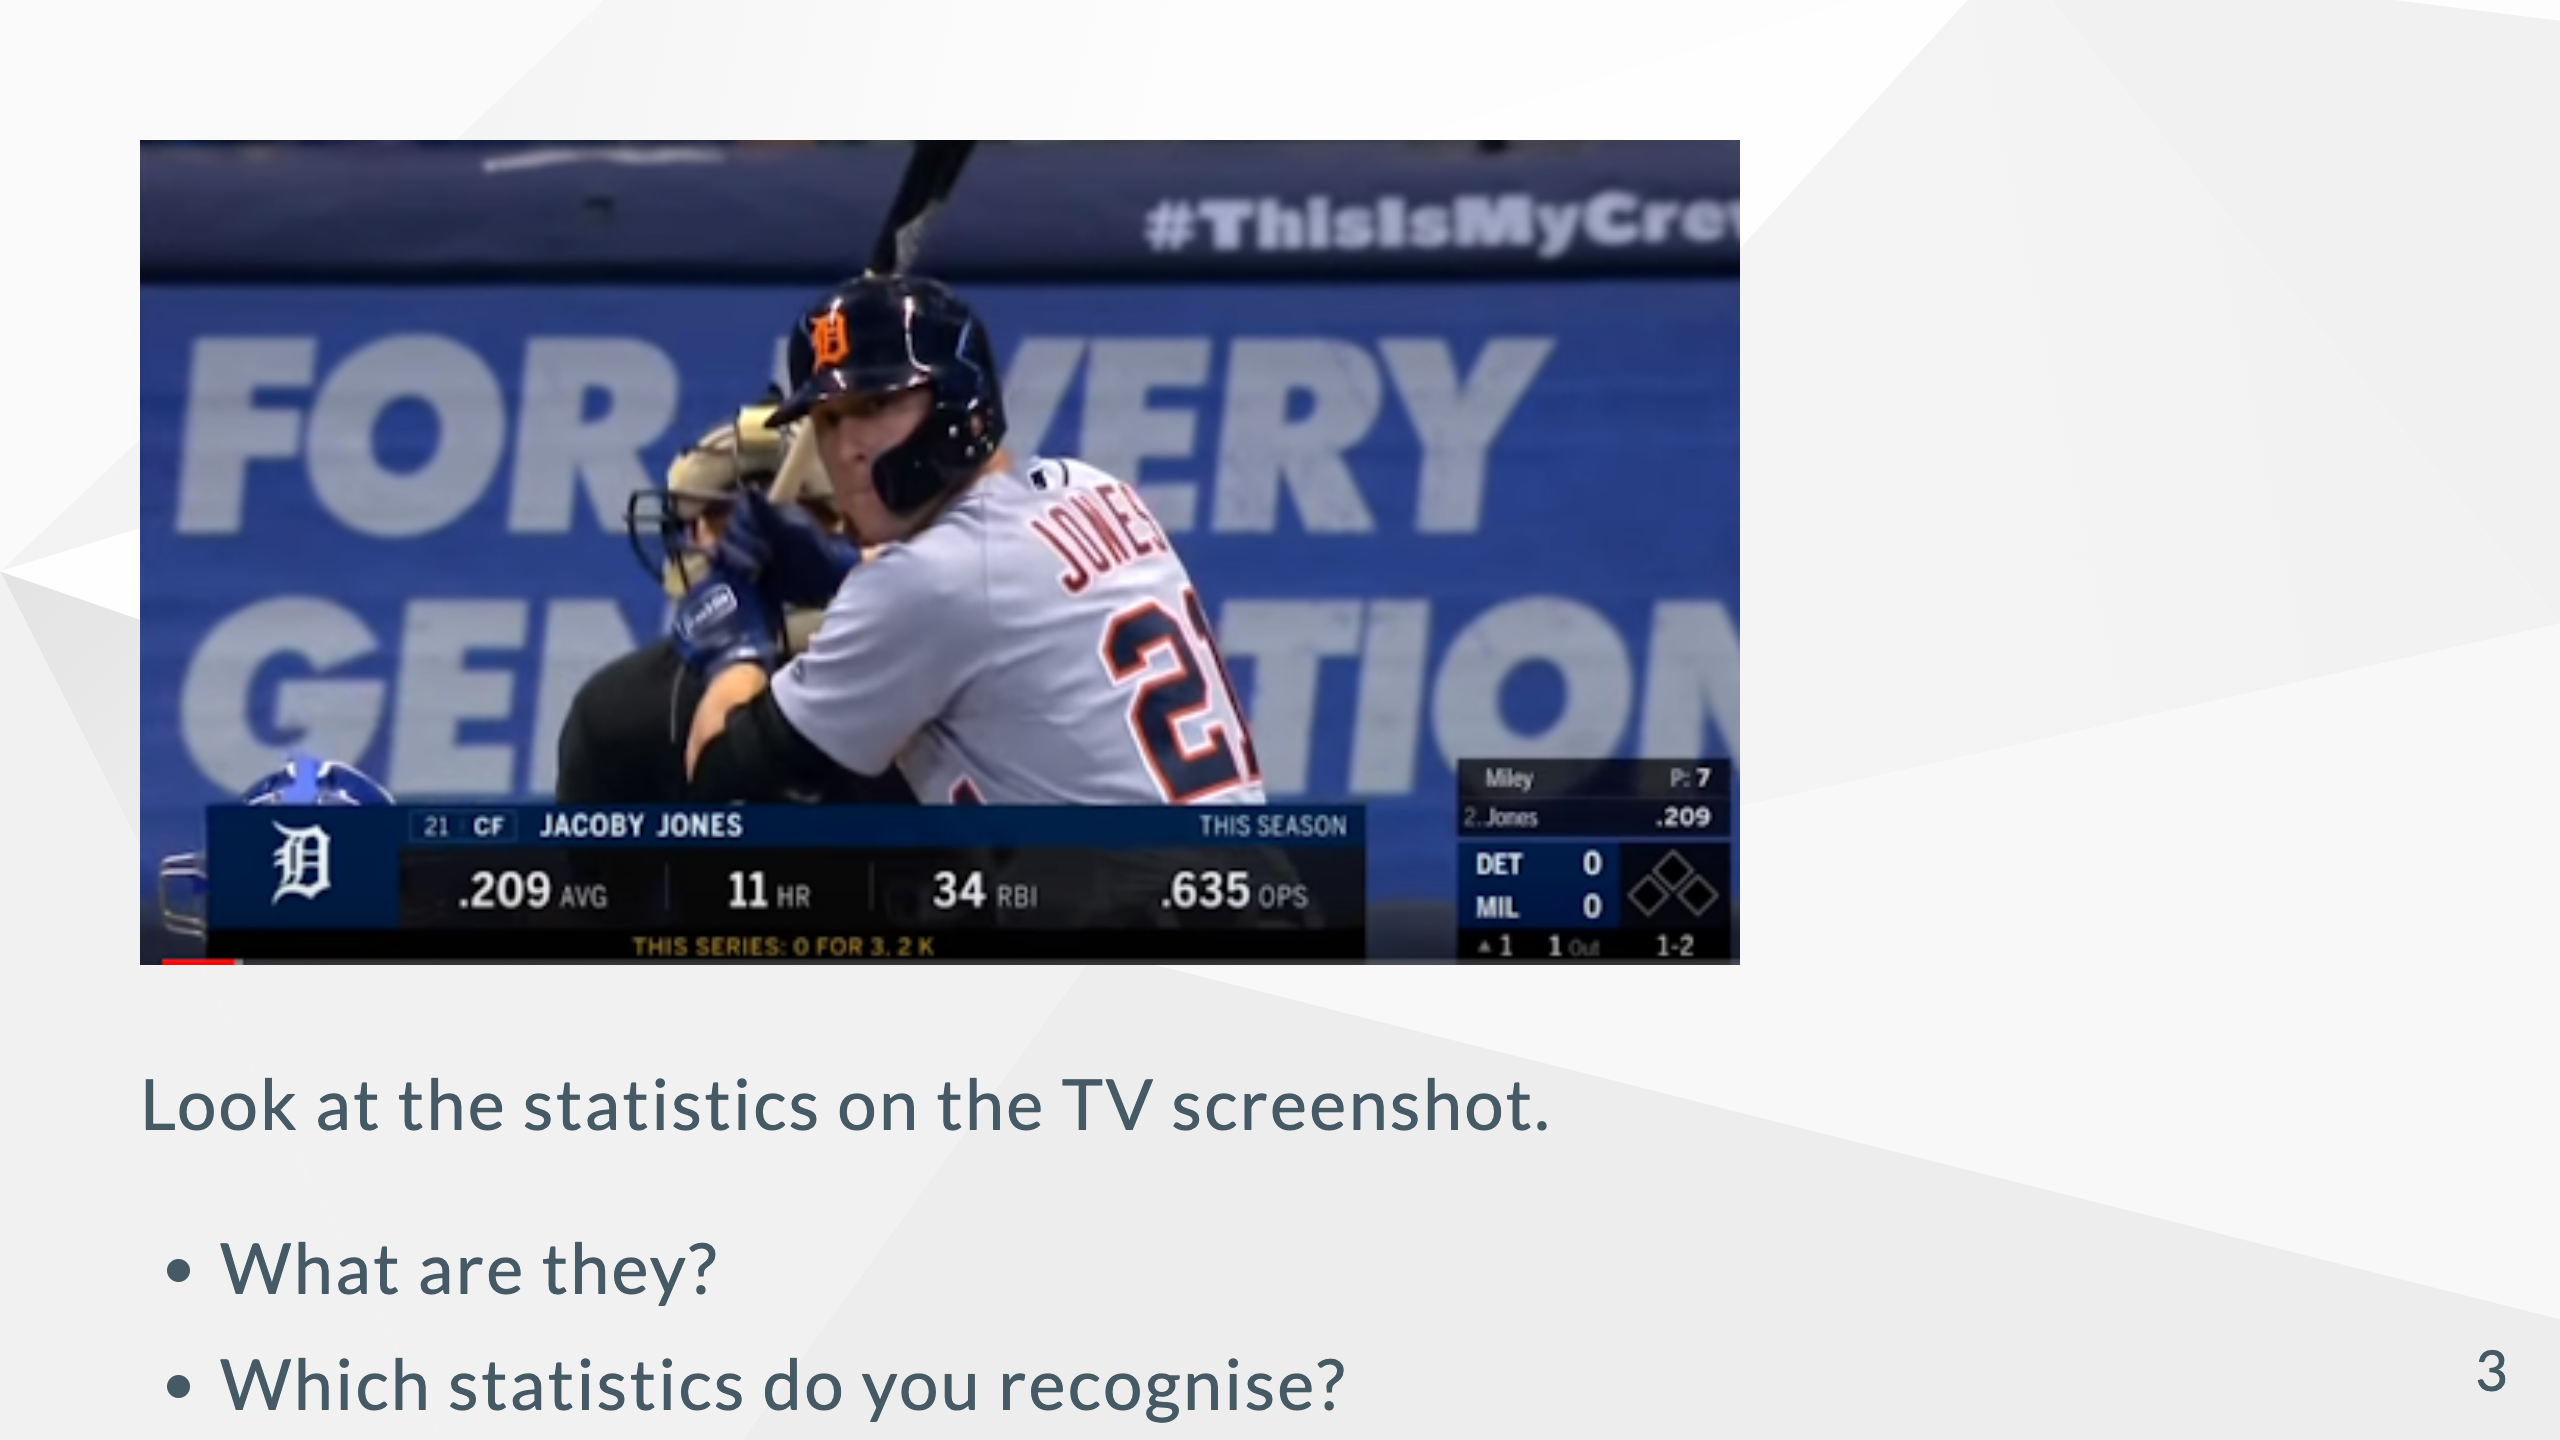 #ThisIsMyCre
FOR VERY
GEN TION
JONES
21
21 CF JACOBY JONES THIS SEASON
.209 AVG 11 HR 34 RBI .635 OPS
THIS SERIES: 0 FOR 3, 2 K
Miley P: 7
2. Jones .209
DET 0
MIL 0
▲ 1 1 Out 1-2
Look at the statistics on the TV screenshot.
• What are they?
• Which statistics do you recognise?
3